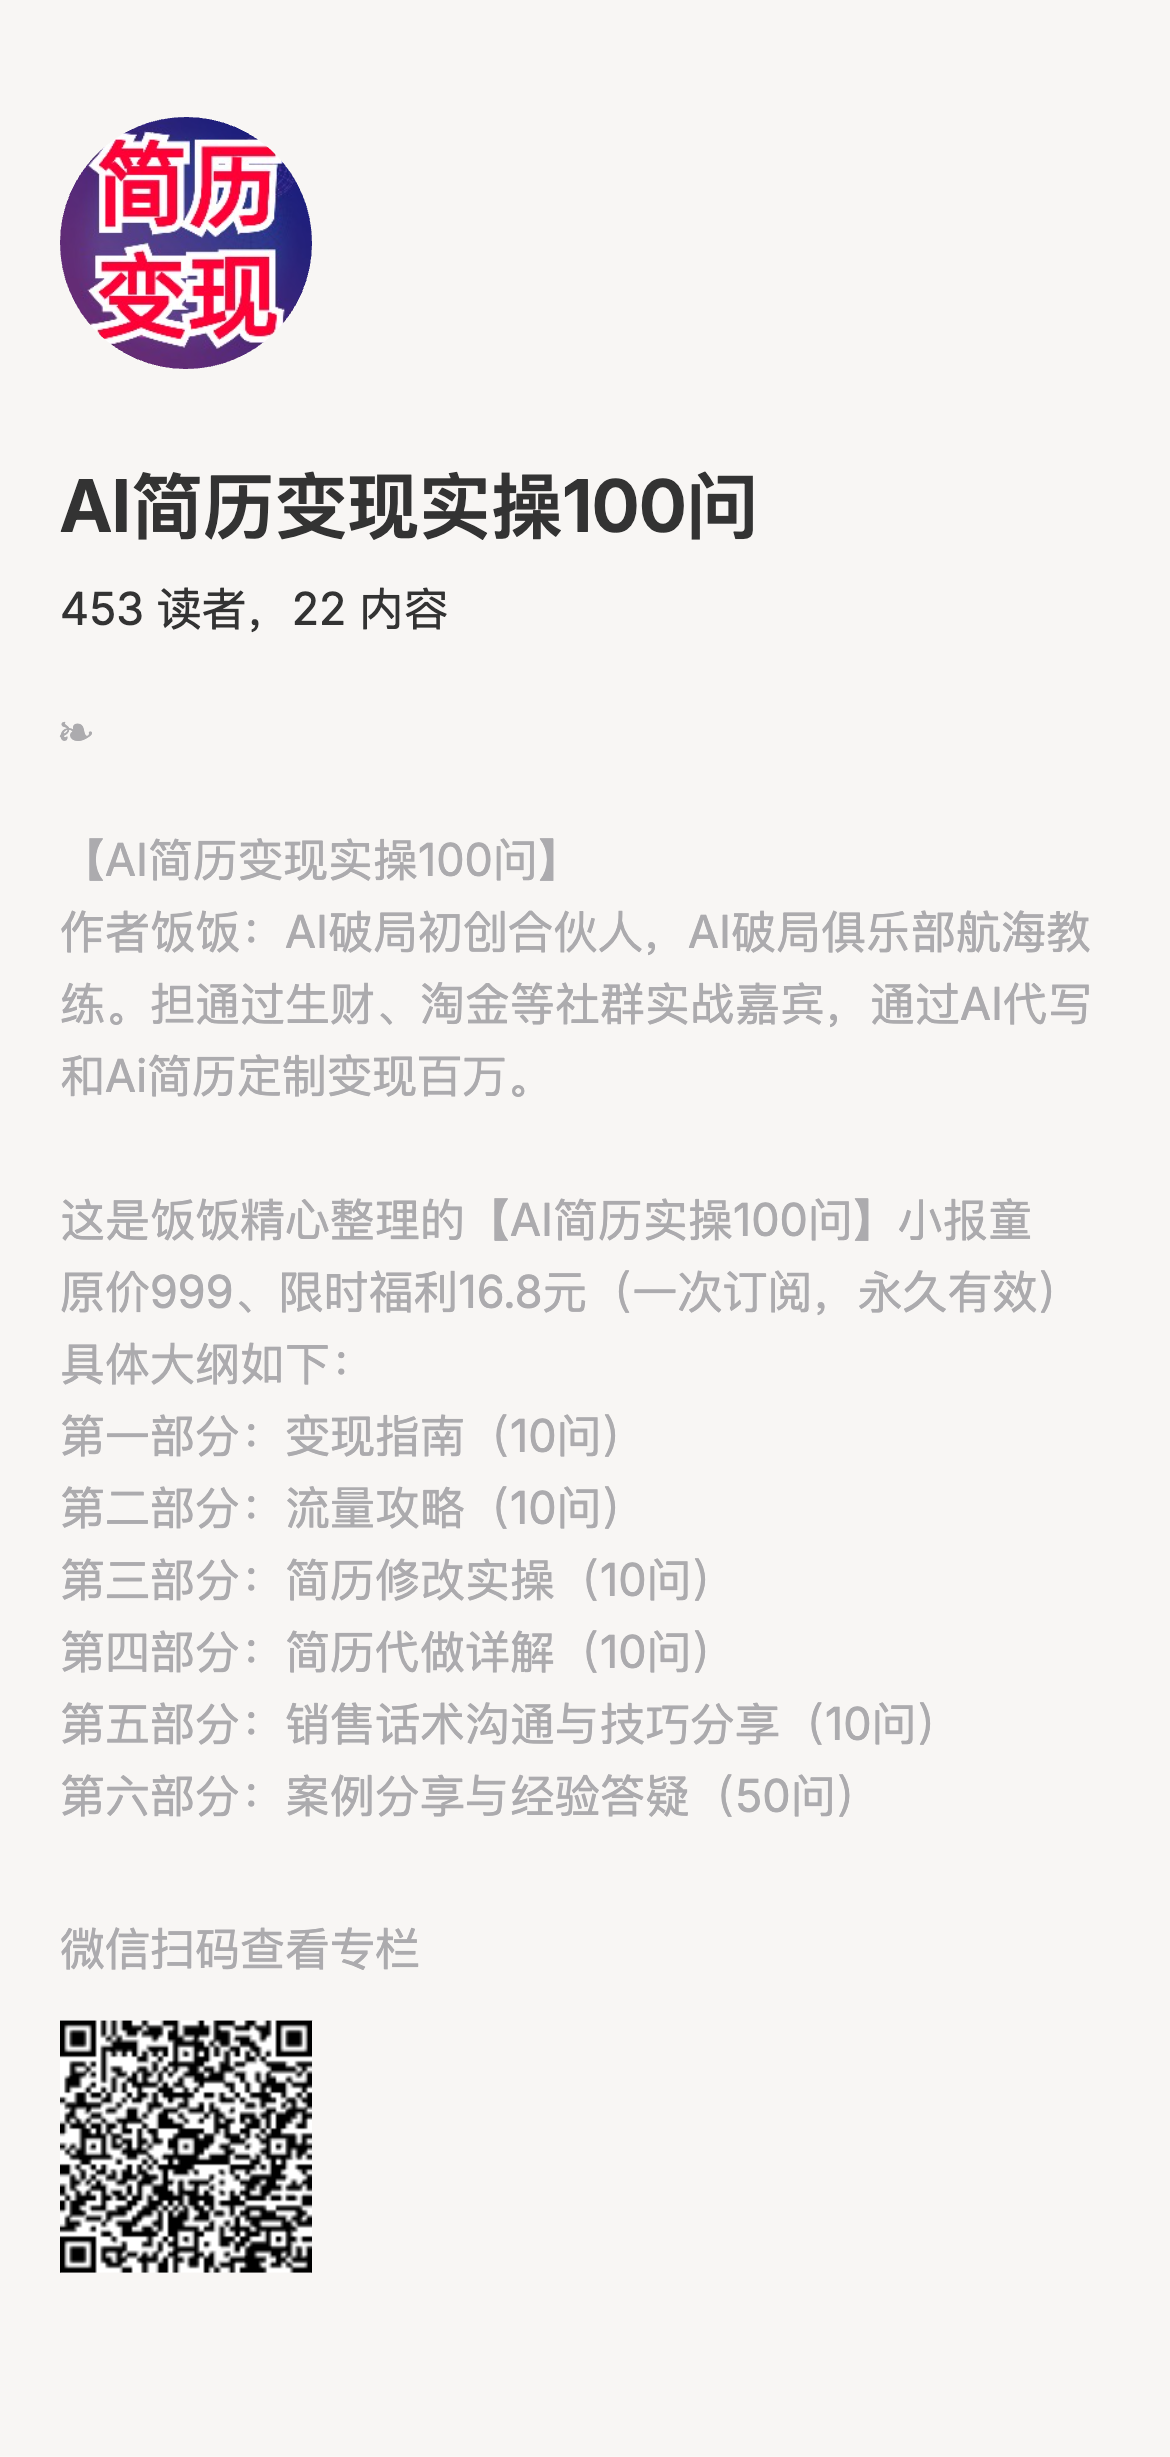 简历
变现
AI简历变现实操100问
453 读者，22 内容
❧
【AI简历变现实操100问】
作者饭饭：AI破局初创合伙人，AI破局俱乐部航海教
练。担通过生财、淘金等社群实战嘉宾，通过AI代写
和Ai简历定制变现百万。
这是饭饭精心整理的【AI简历实操100问】小报童
原价999、限时福利16.8元（一次订阅，永久有效）
具体大纲如下：
第一部分：变现指南（10问）
第二部分：流量攻略（10问）
第三部分：简历修改实操（10问）
第四部分：简历代做详解（10问）
第五部分：销售话术沟通与技巧分享（10问）
第六部分：案例分享与经验答疑（50问）
微信扫码查看专栏